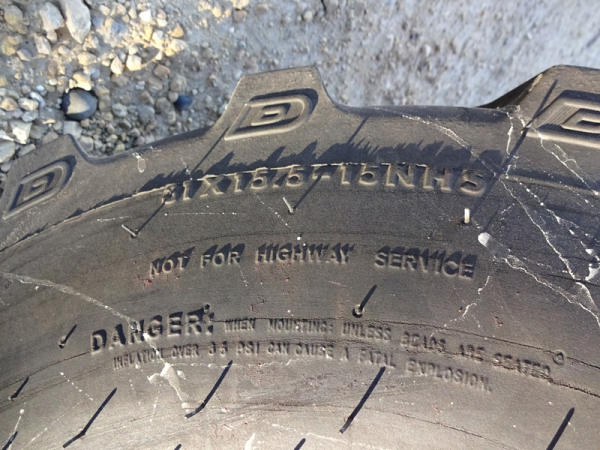 31X15.5-15NHS
NOT FOR HIGHWAY SERVICE
DANGER: WHEN MOUNTING: UNLESS BEADS ARE SEATED,
INFLATION OVER PSI CAN CAUSE A FATAL EXPLOSION.